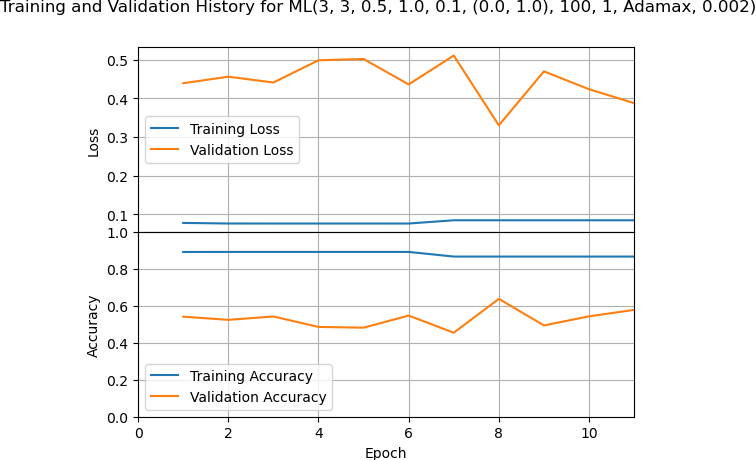 Training and Validation History for ML(3, 3, 0.5, 1.0, 0.1, (0.0, 1.0), 100, 1, Adamax, 0.002)
0.5
0.4
0.3
0.2
0.1
Loss
Training Loss
Validation Loss
1.0
0.8
0.6
0.4
0.2
0.0
Accuracy
Training Accuracy
Validation Accuracy
0 2 4 6 8 10
Epoch